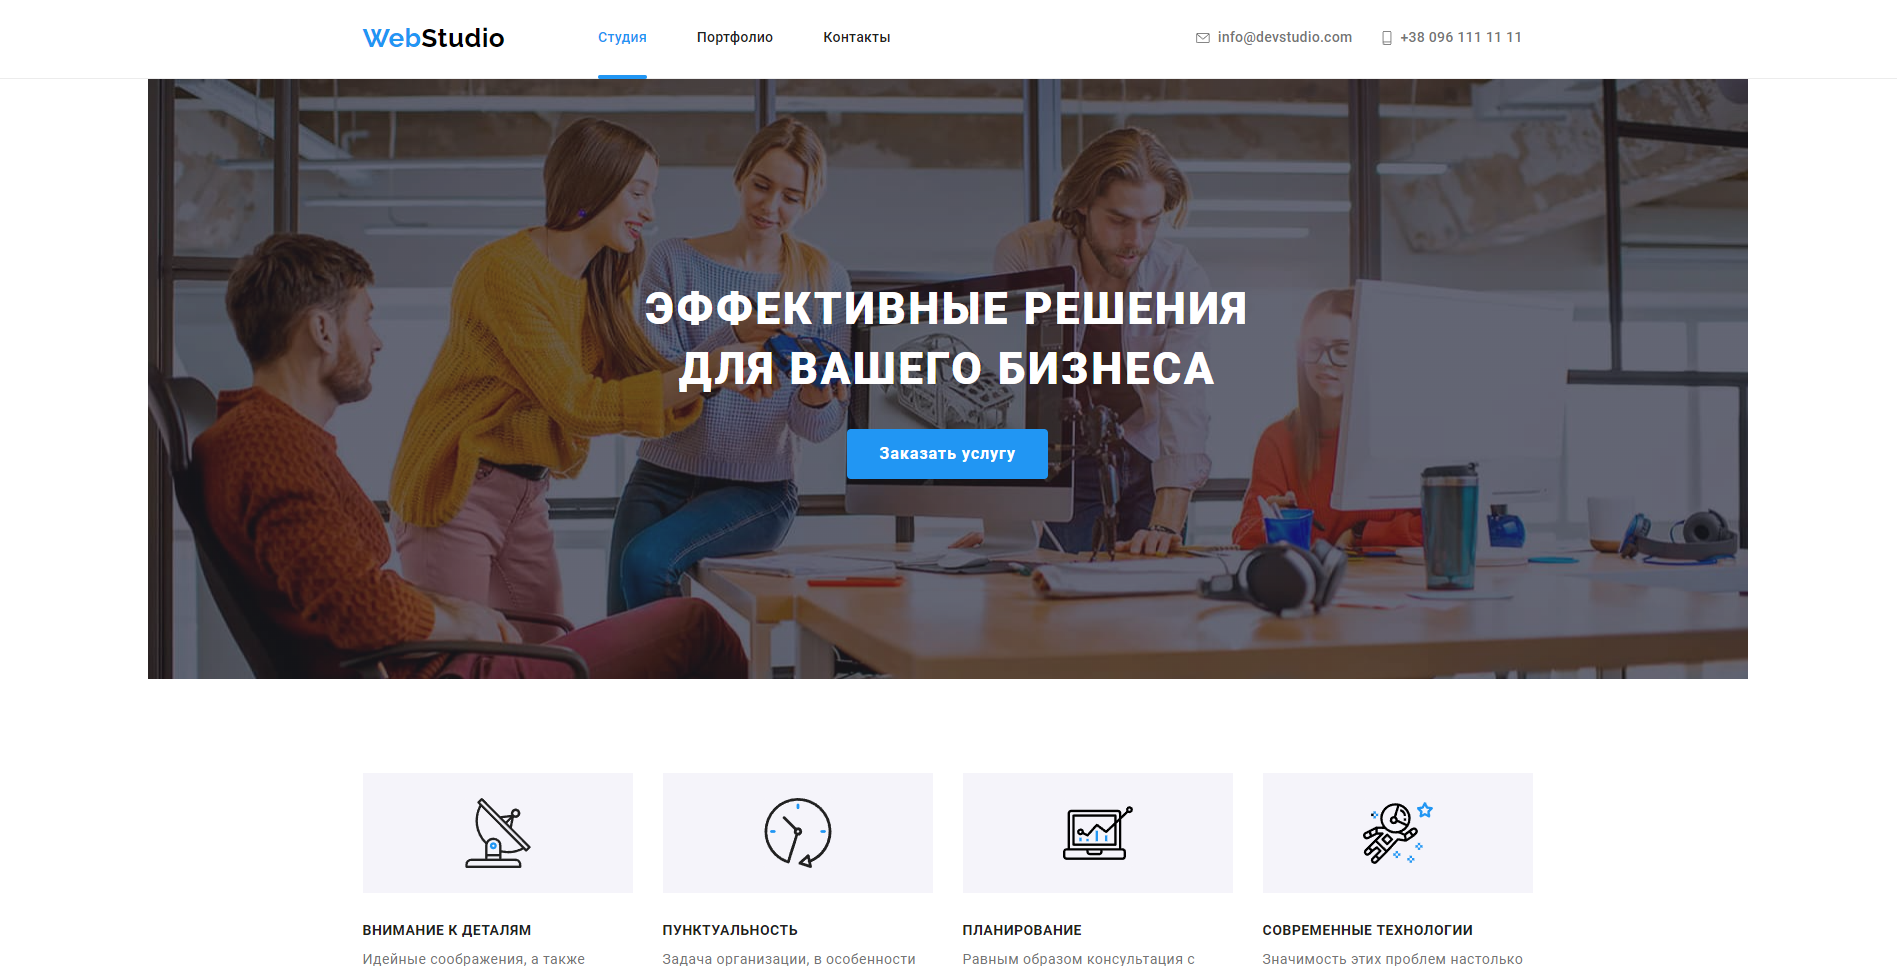 WebStudio
Студия
Портфолио
Контакты
info@devstudio.com
+38 096 111 11 11
ЭФФЕКТИВНЫЕ РЕШЕНИЯ
ДЛЯ ВАШЕГО БИЗНЕСА
Заказать услугу
ВНИМАНИЕ К ДЕТАЛЯМ
Идейные соображения, а также
ПУНКТУАЛЬНОСТЬ
Задача организации, в особенности
ПЛАНИРОВАНИЕ
Равным образом консультация с
СОВРЕМЕННЫЕ ТЕХНОЛОГИИ
Значимость этих проблем настолько